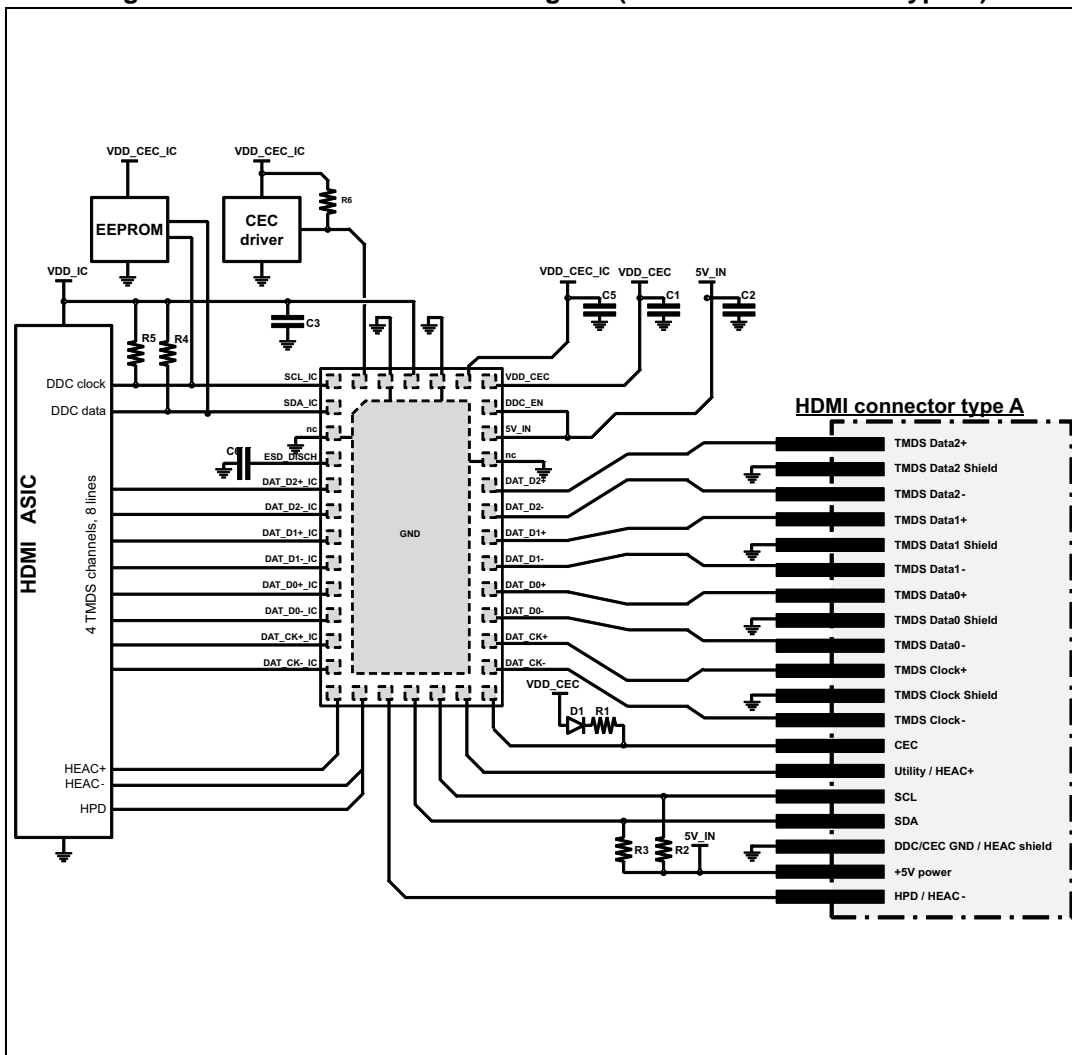 VDD_CEC_IC
VDD_CEC_IC
R6
EEPROM
CEC
driver
VDD_IC
VDD_CEC_IC
VDD_CEC
5V_IN
C5
C1
C2
C3
R5
R4
DDC clock
SCL_IC
VDD_CEC
DDC data
SDA_IC
DDC_EN
nc
5V_IN
ESD_DISCH
nc
DAT_D2+_IC
DAT_D2+
DAT_D2-_IC
DAT_D2-
DAT_D1+_IC
DAT_D1+
GND
DAT_D1-_IC
DAT_D1-
DAT_D0+_IC
DAT_D0+
DAT_D0-_IC
DAT_D0-
DAT_CK+_IC
DAT_CK+
DAT_CK-_IC
DAT_CK-
HDMI ASIC
4 TMDS channels, 8 lines
VDD_CEC
D1
R1
HEAC+
HEAC-
HPD
R3
R2
5V_IN
HDMI connector type A
TMDS Data2+
TMDS Data2 Shield
TMDS Data2-
TMDS Data1+
TMDS Data1 Shield
TMDS Data1-
TMDS Data0+
TMDS Data0 Shield
TMDS Data0-
TMDS Clock+
TMDS Clock Shield
TMDS Clock-
CEC
Utility / HEAC+
SCL
SDA
DDC/CEC GND / HEAC shield
+5V power
HPD / HEAC-